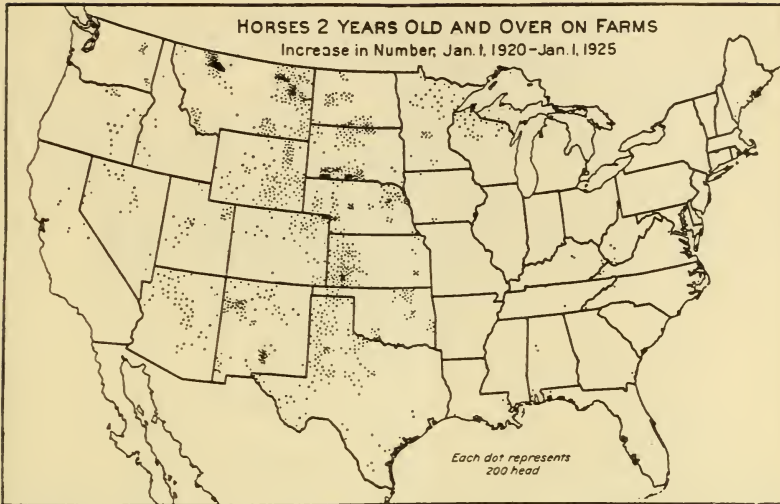 HORSES 2 YEARS OLD AND OVER ON FARMS
Increase in Number, Jan. 1, 1920-Jan. 1, 1925
Each dot represents
200 head